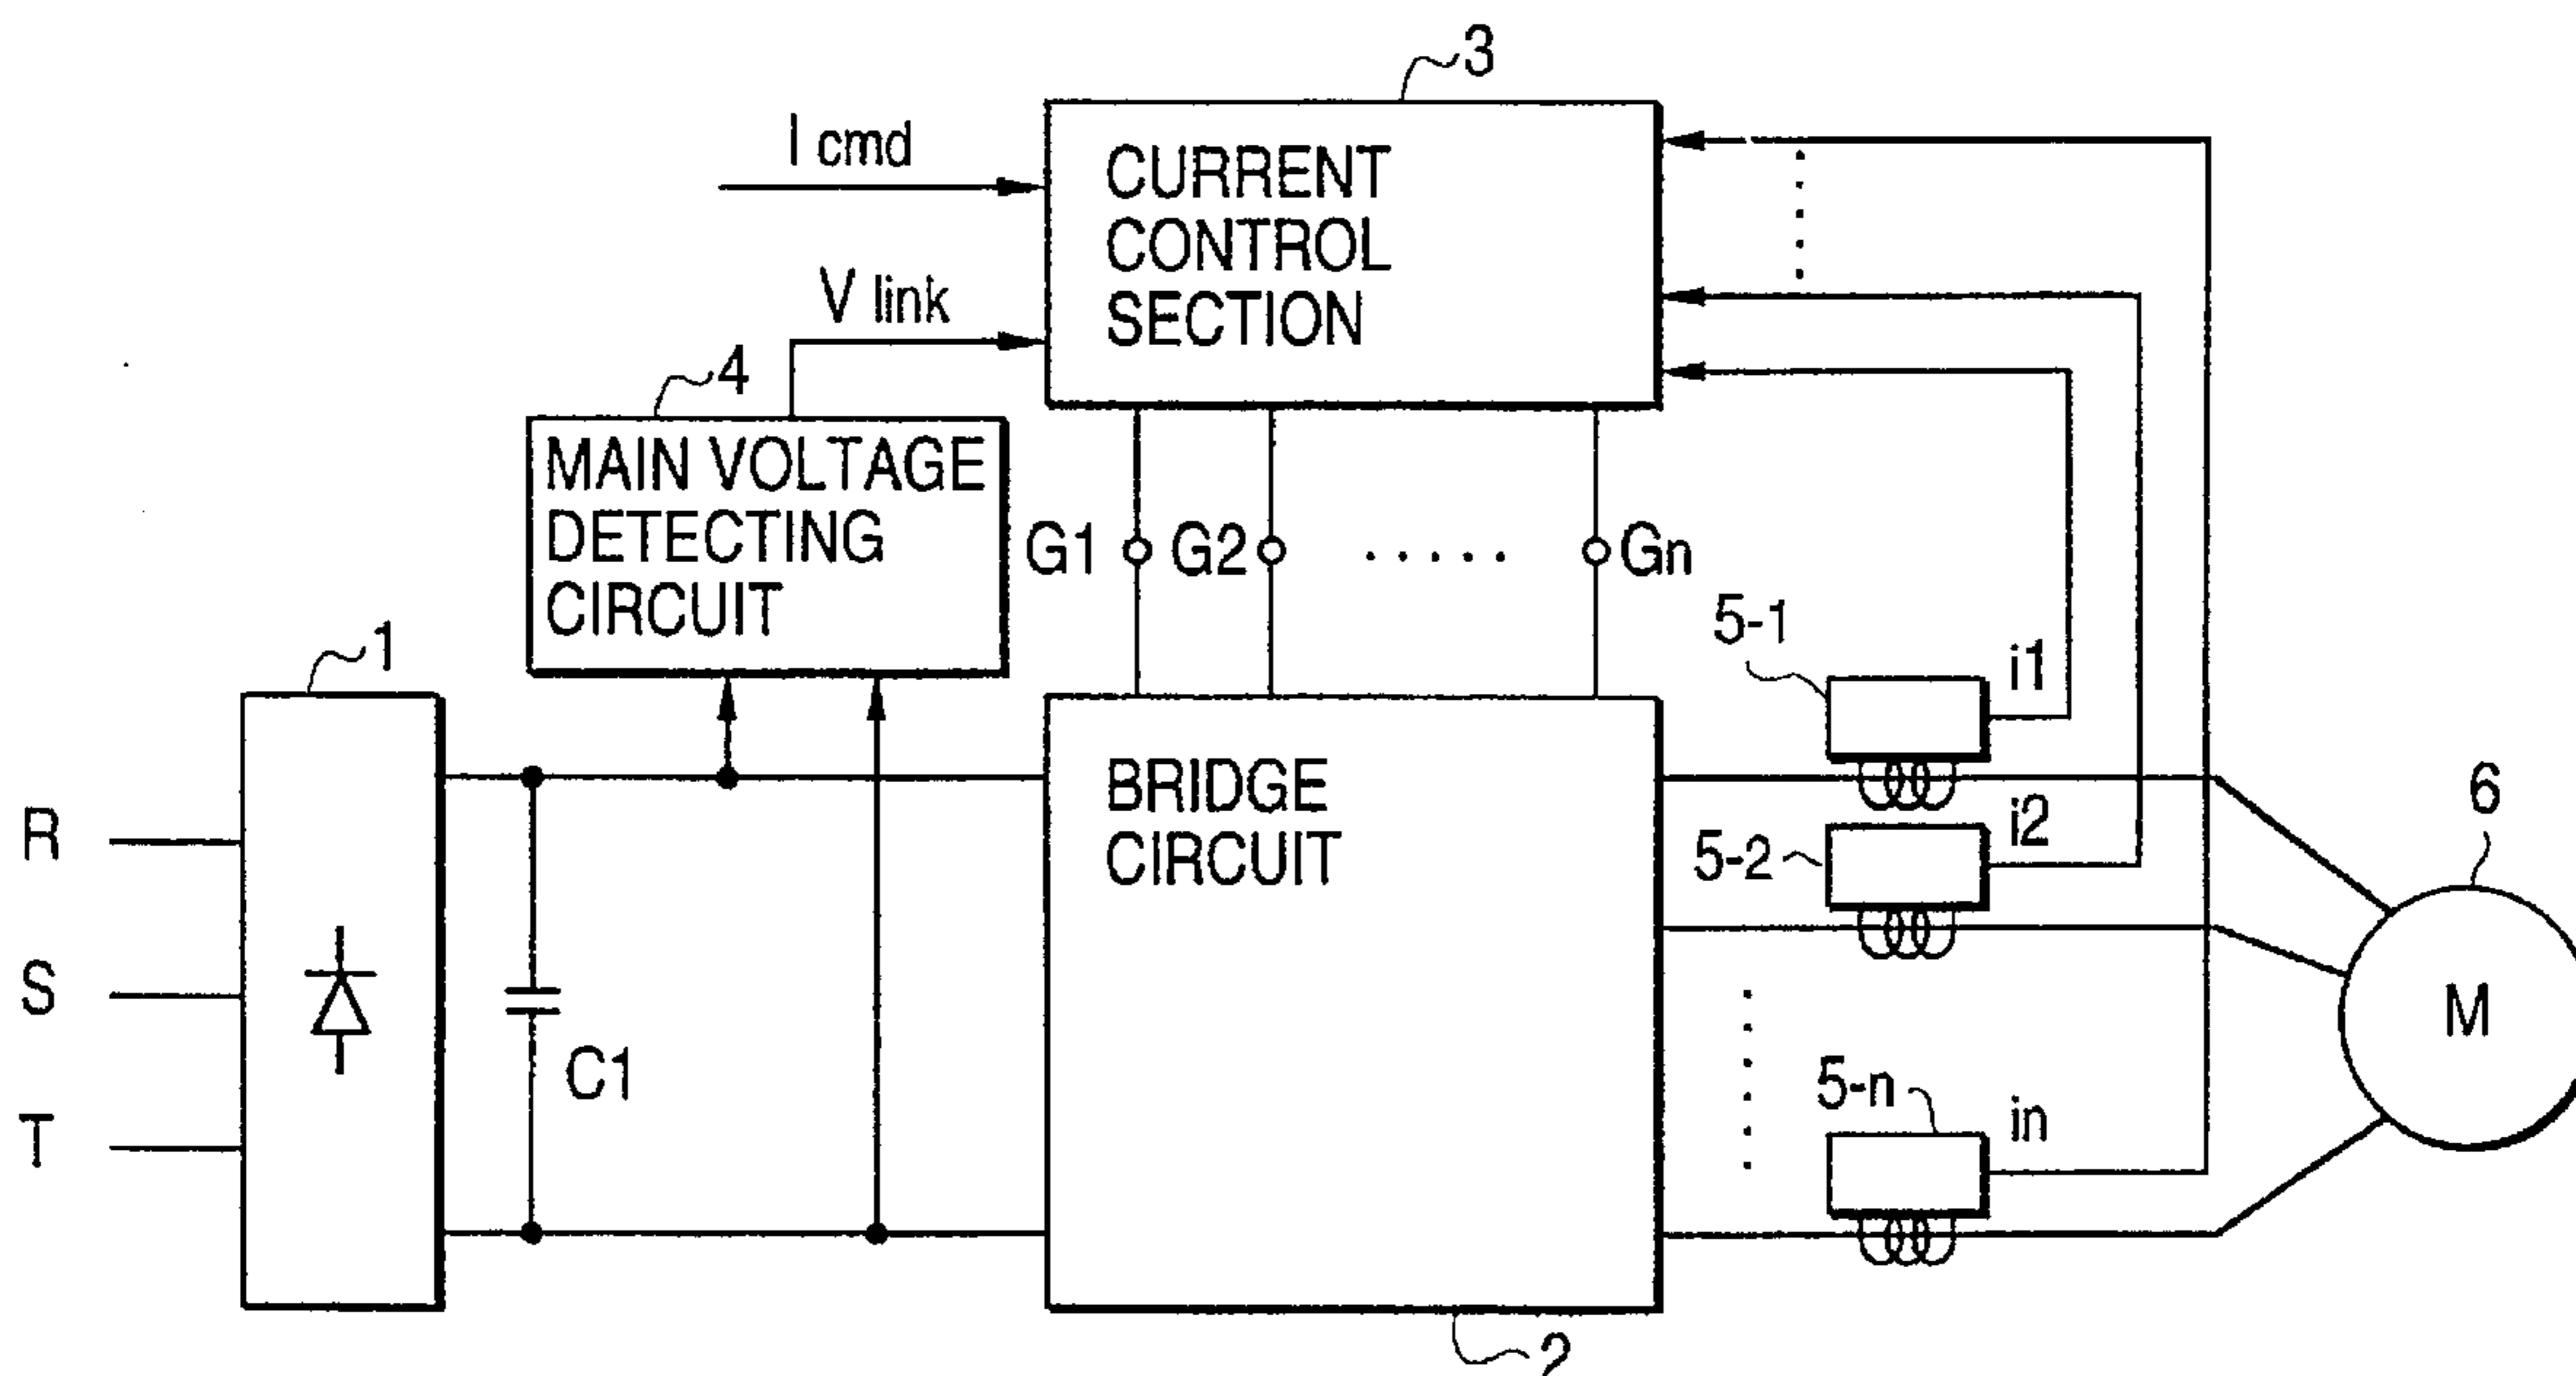 3
I cmd
CURRENT
CONTROL
SECTION
V link
4
MAIN VOLTAGE
DETECTING
CIRCUIT
G1
G2
.....
Gn
1
5-1
i1
BRIDGE
CIRCUIT
6
R
5-2
i2
S
M
C1
5-n
in
T
2